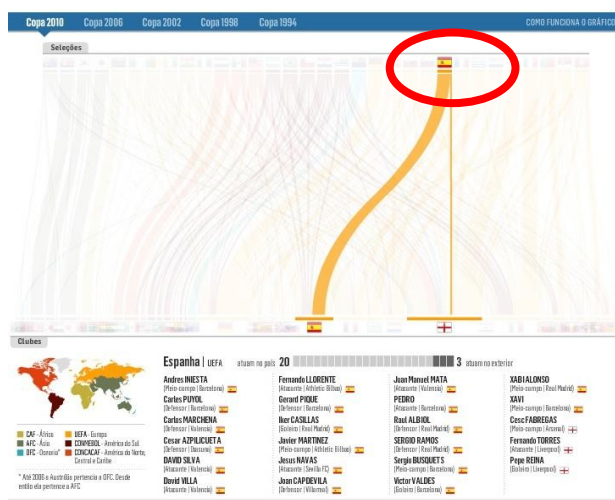 Copa 2010 Copa 2006 Copa 2002 Copa 1998 Copa 1994 COMO FUNCIONA O GRÁFICO
Seleções
Clubes
Espanha | UEFA atuam no país 20 3 atuam no exterior
Andres INIESTA
(Meio-campo | Barcelona)
Carles PUYOL
(Defensor | Barcelona)
Carlos MARCHENA
(Defensor | Valencia)
Cesar AZPILICUETA
(Defensor | Osasuna)
DAVID SILVA
(Atacante | Valencia)
David VILLA
(Atacante | Valencia)
Fernando LLORENTE
(Atacante | Athletic Bilbao)
Gerard PIQUE
(Defensor | Barcelona)
Iker CASILLAS
(Goleiro | Real Madrid)
Javier MARTINEZ
(Meio-campo | Athletic Bilbao)
Jesus NAVAS
(Atacante | Sevilla FC)
Joan CAPDEVILA
(Defensor | Villarreal)
Juan Manuel MATA
(Atacante | Valencia)
PEDRO
(Atacante | Barcelona)
Raul ALBIOL
(Defensor | Real Madrid)
SERGIO RAMOS
(Defensor | Real Madrid)
Sergio BUSQUETS
(Meio-campo | Barcelona)
Victor VALDES
(Goleiro | Barcelona)
XABI ALONSO
(Meio-campo | Real Madrid)
XAVI
(Meio-campo | Barcelona)
Cesc FABREGAS
(Meio-campo | Arsenal)
Fernando TORRES
(Atacante | Liverpool)
Pepe REINA
(Goleiro | Liverpool)
CAF - África
AFC - Ásia
OFC - Oceania*
UEFA - Europa
CONMEBOL - América do Sul
CONCACAF - América do Norte,
Central e Caribe
* Até 2006 a Austrália pertencia a OFC. Desde
então ela pertence a AFC